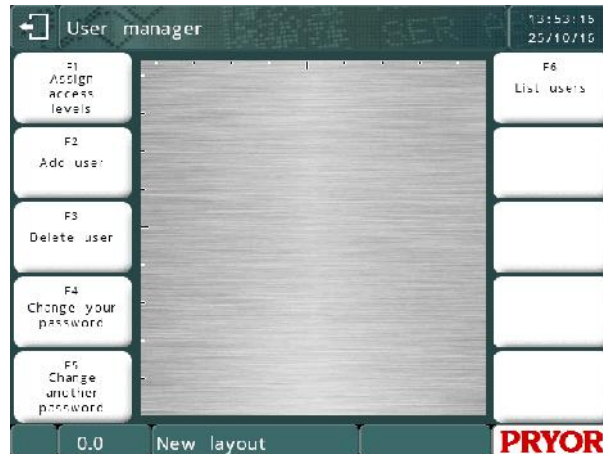 User manager
13:53:15
25/10/15
F1
Assign
access
levels
F2
Add user
F3
Delete user
F4
Change your
password
F5
Change
another
password
F6
List users
0.0
New layout
PRYOR